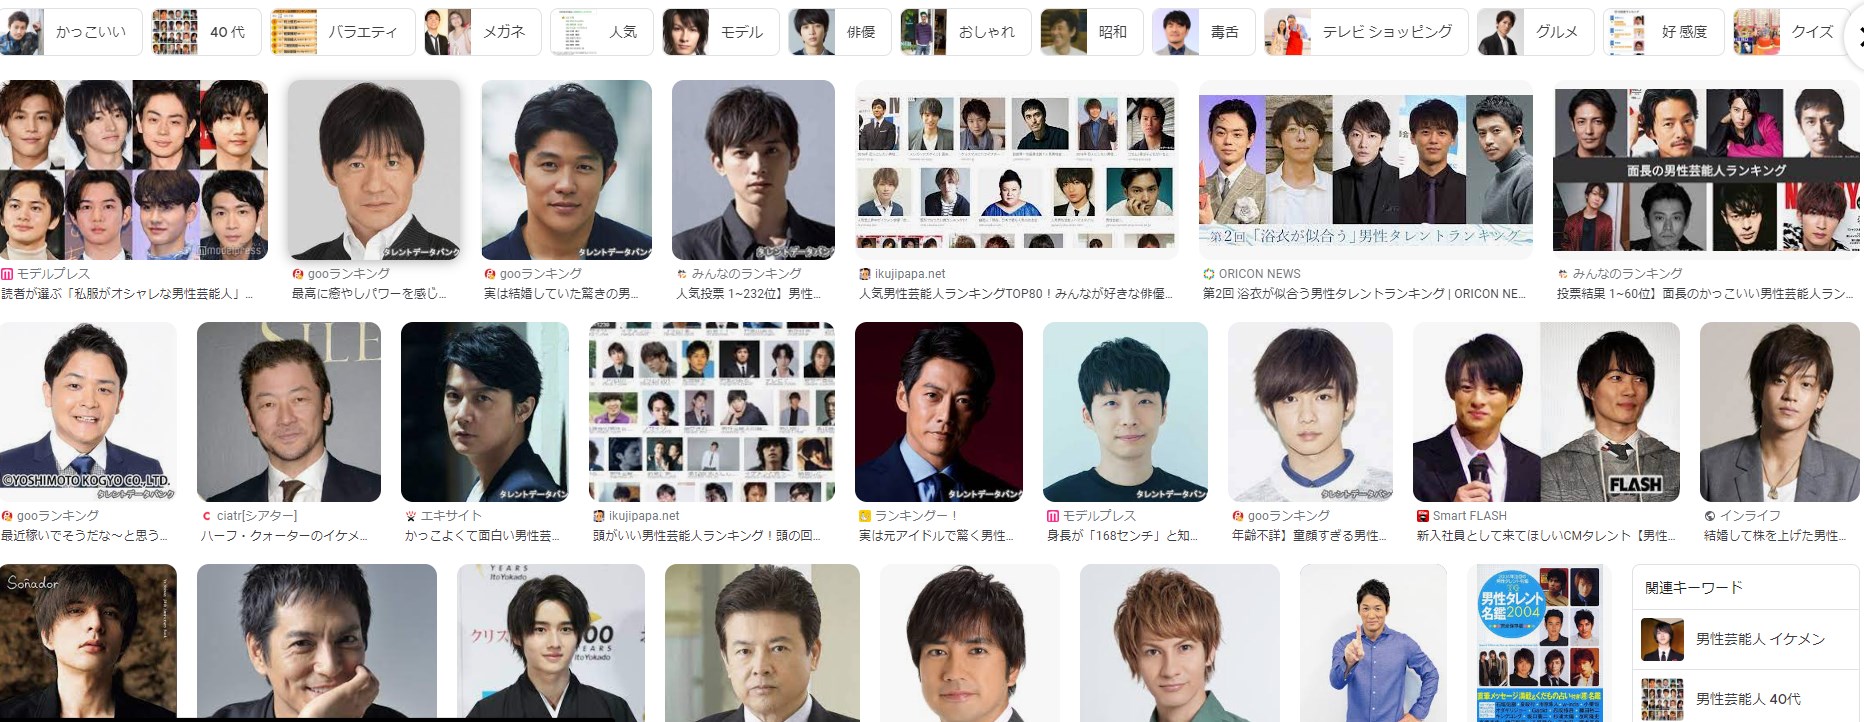 かっこいい
40 代
バラエティ
メガネ
人気
モデル
俳優
おしゃれ
昭和
毒舌
テレビ ショッピング
グルメ
好 感度
クイズ
modelpress
タレントデータバンク
タレントデータバンク
タレントデータバンク
第2回「浴衣が似合う」男性タレントランキング
面長の男性芸能人ランキング
モデルプレス
gooランキング
gooランキング
みんなのランキング
ikujipapa.net
ORICON NEWS
みんなのランキング
読者が選ぶ「私服がオシャレな男性芸能人」...
最高に癒やしパワーを感じ...
実は結婚していた驚きの男...
人気投票 1~232位】男性...
人気男性芸能人ランキングTOP80！みんなが好きな俳優...
第2回 浴衣が似合う男性タレントランキング | ORICON NE...
投票結果 1~60位】面長のかっこいい男性芸能人ラン...
©YOSHIMOTO KOGYO CO.,LTD.
タレントデータバンク
タレントデータバン
タレントデータバン
タレントデータバン
タレントデータバン
FLASH
gooランキング
ciatr[シアター]
エキサイト
ikujipapa.net
ランキングー！
モデルプレス
gooランキング
Smart FLASH
インライフ
最近稼いでそうだな～と思う...
ハーフ・クォーターのイケメ...
かっこよくて面白い男性芸...
頭がいい男性芸能人ランキング！頭の回...
実は元アイドルで驚く男性...
身長が「168センチ」と知...
年齢不詳】童顔すぎる男性...
新入社員として来てほしいCMタレント【男性...
結婚して株を上げた男性...
Soñador
YEARS
ItoYokado
クリス
YEARS
ItoYokado
男性タレント
名鑑2004
関連キーワード
男性芸能人 イケメン
男性芸能人 40代